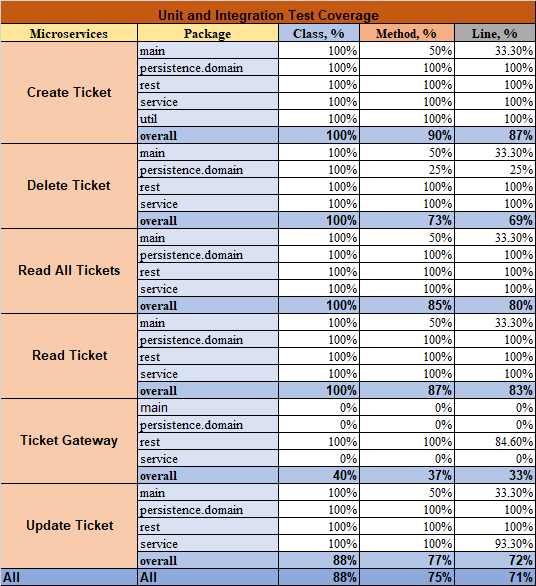 Unit and Integration Test Coverage
Microservices Package Class, % Method, % Line, %
Create Ticket
main 100% 50% 33.30%
persistence.domain 100% 100% 100%
rest 100% 100% 100%
service 100% 100% 100%
util 100% 100% 100%
overall 100% 90% 87%
Delete Ticket
main 100% 50% 33.30%
persistence.domain 100% 25% 25%
rest 100% 100% 100%
service 100% 100% 100%
overall 100% 73% 69%
Read All Tickets
main 100% 50% 33.30%
persistence.domain 100% 100% 100%
rest 100% 100% 100%
service 100% 100% 100%
overall 100% 85% 80%
Read Ticket
main 100% 50% 33.30%
persistence.domain 100% 100% 100%
rest 100% 100% 100%
service 100% 100% 100%
overall 100% 87% 83%
Ticket Gateway
main 0% 0% 0%
persistence.domain 0% 0% 0%
rest 100% 100% 84.60%
service 0% 0% 0%
overall 40% 37% 33%
Update Ticket
main 100% 50% 33.30%
persistence.domain 100% 100% 100%
rest 100% 100% 100%
service 100% 100% 93.30%
overall 88% 77% 72%
All All 88% 75% 71%